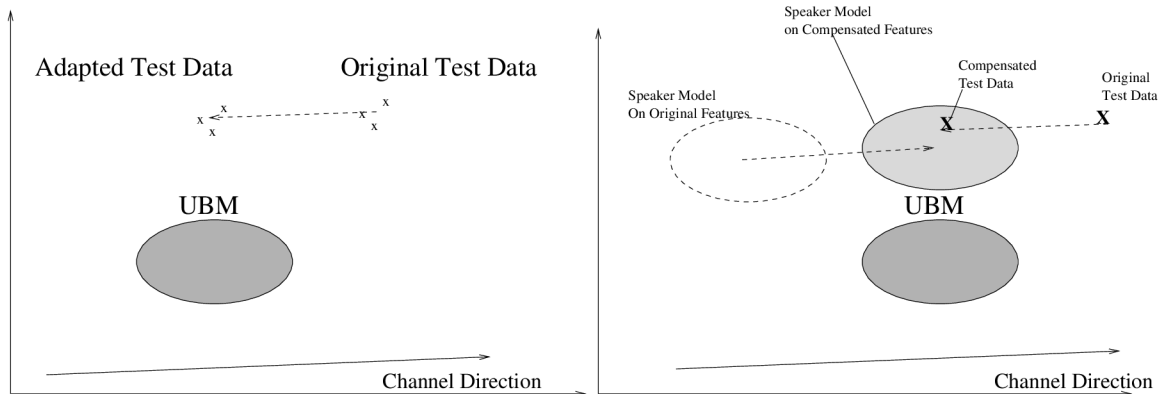 Adapted Test Data
Original Test Data
x
x
x
x
x
x
UBM
Channel Direction
Speaker Model
on Compensated Features
Compensated
Test Data
Original
Test Data
Speaker Model
On Original Features
X
X
UBM
Channel Direction